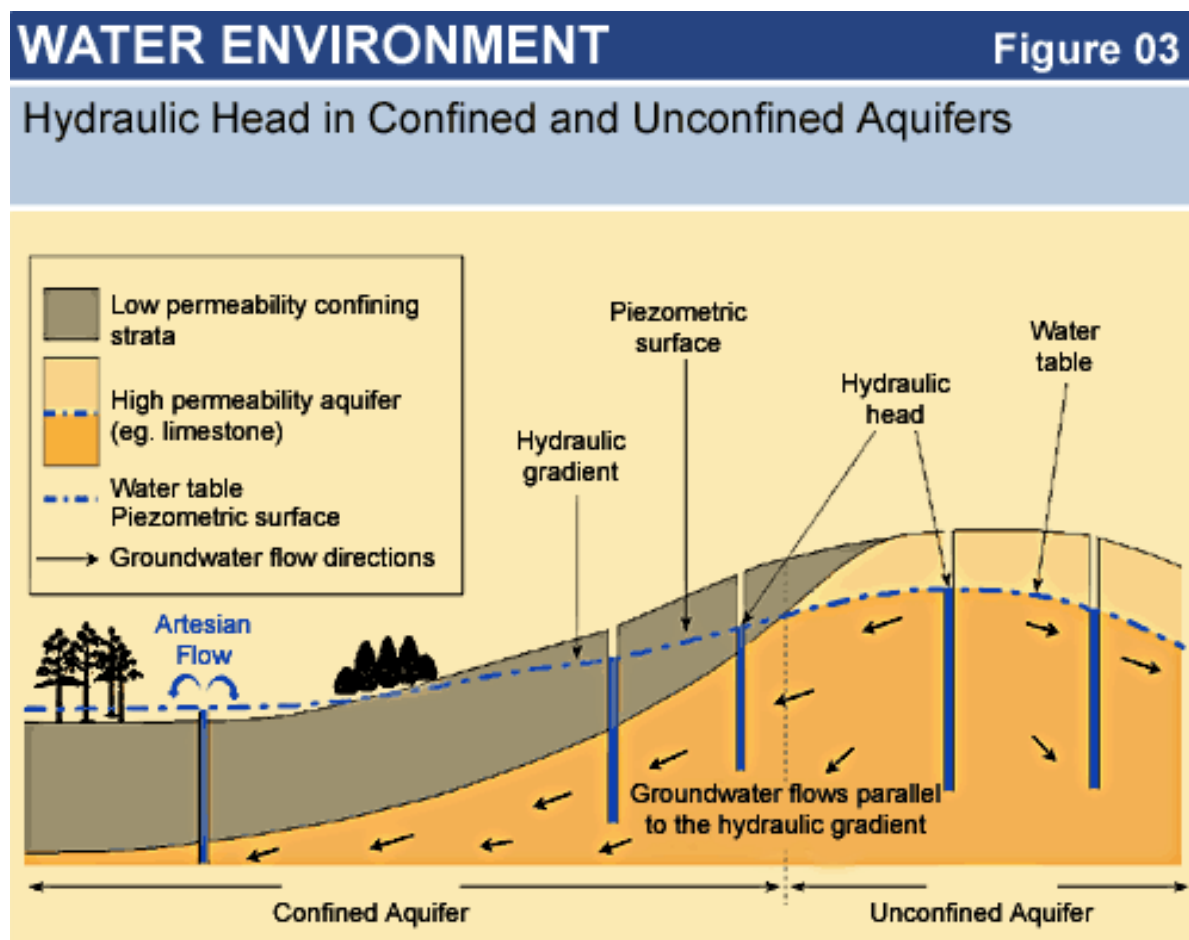 WATER ENVIRONMENT
Figure 03
Hydraulic Head in Confined and Unconfined Aquifers
Low permeability confining
strata
High permeability aquifer
(eg. limestone)
Water table
Piezometric surface
Groundwater flow directions
Piezometric
surface
Water
table
Hydraulic
head
Hydraulic
gradient
Artesian
Flow
Groundwater flows parallel
to the hydraulic gradient
Confined Aquifer
Unconfined Aquifer